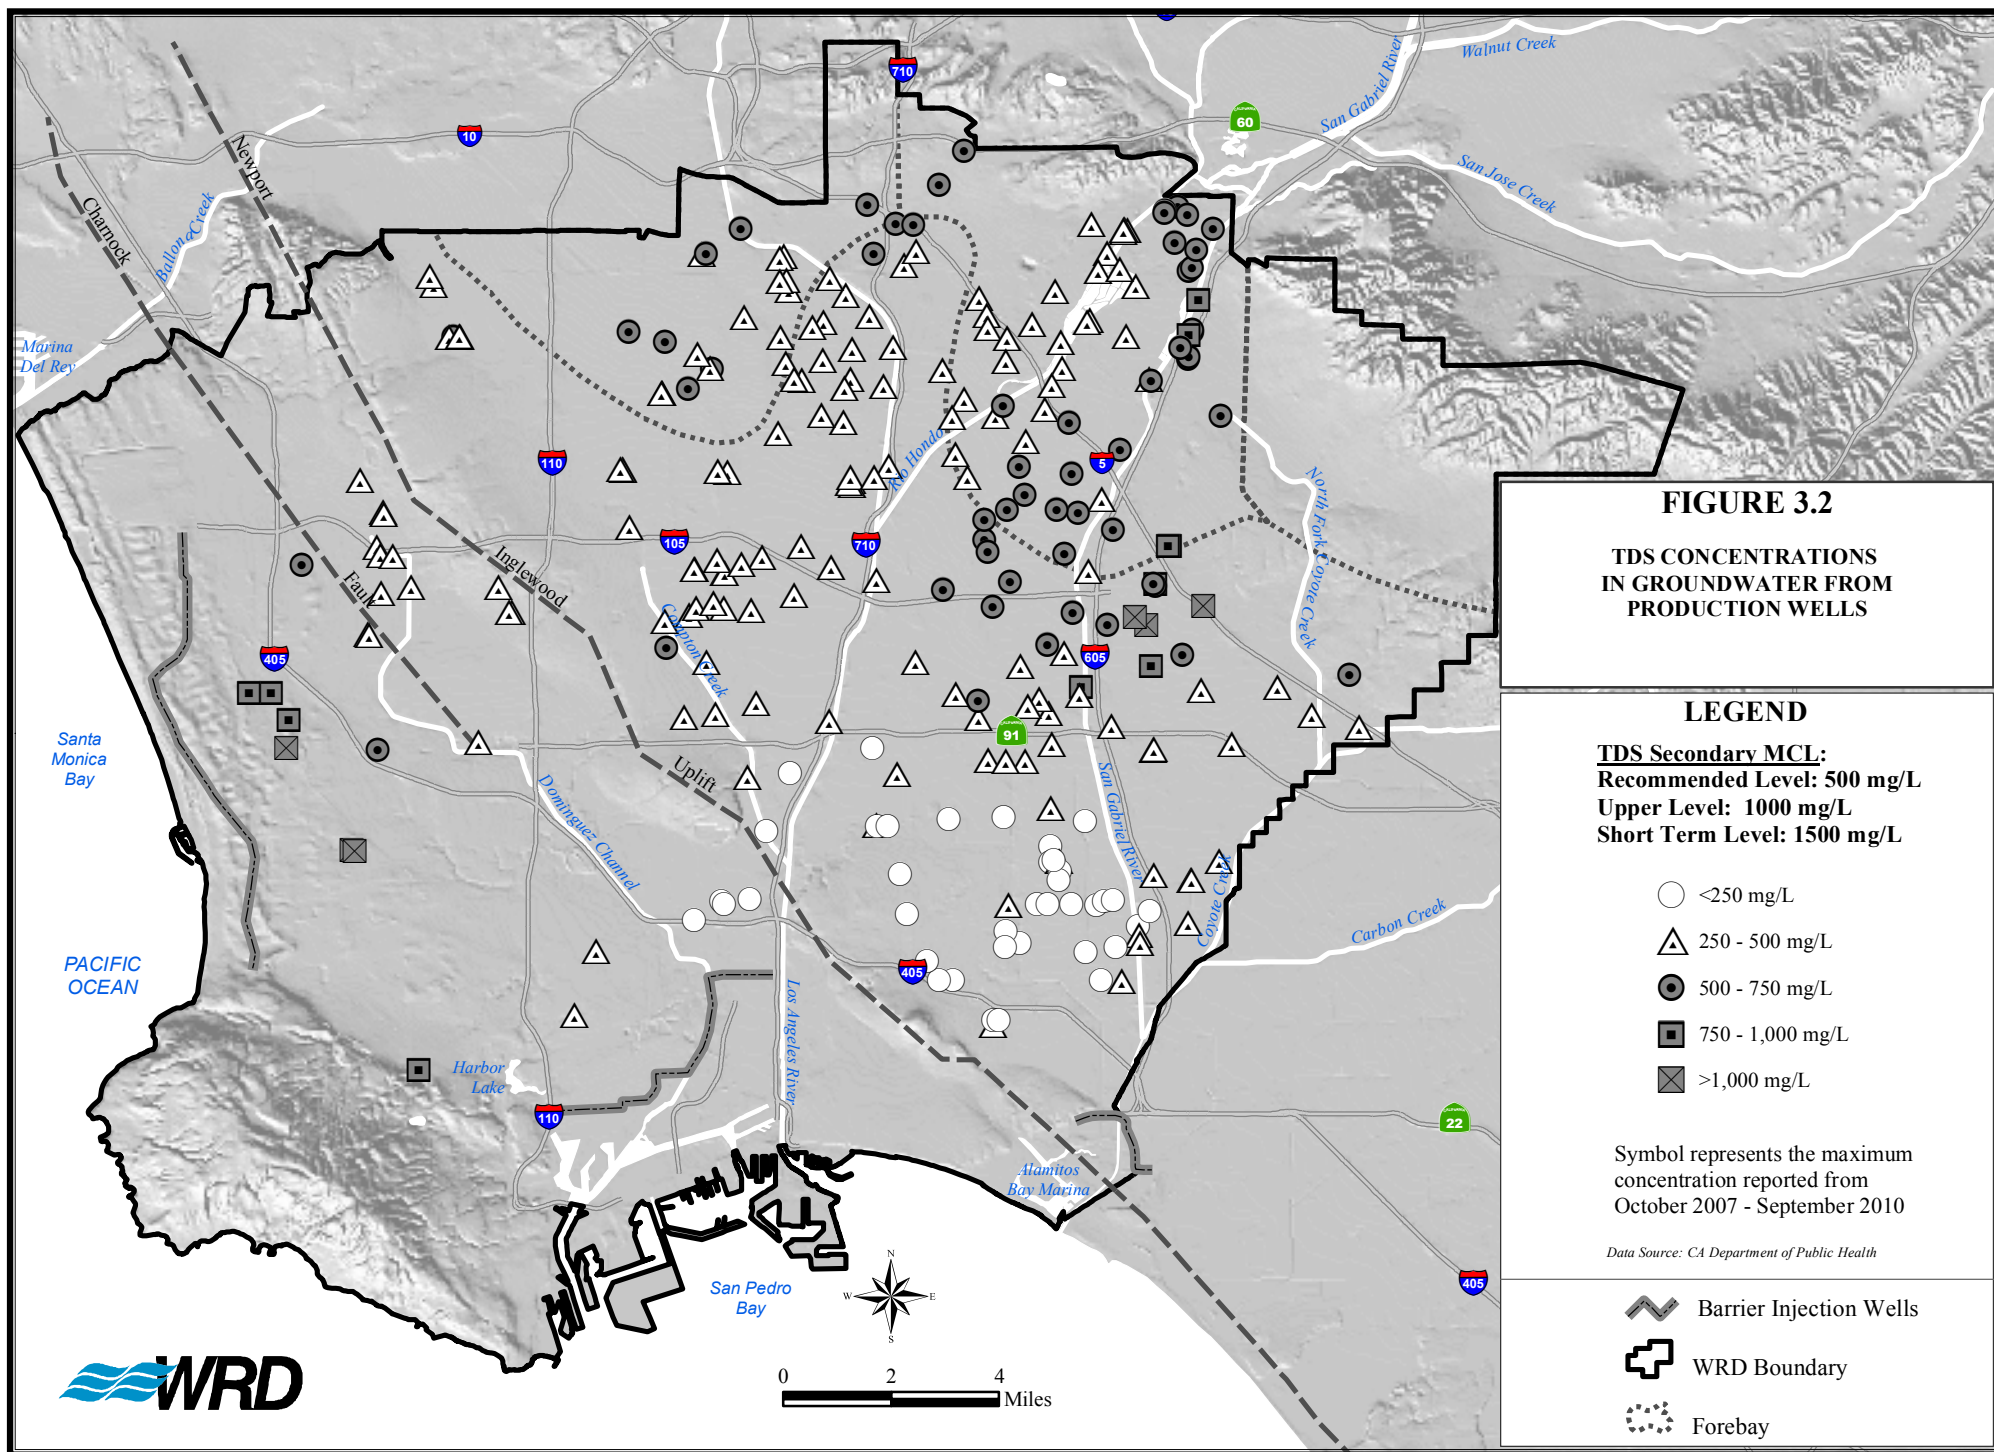 710
10
60
Walnut Creek
San Gabriel River
San Jose Creek
Newport
Charnock
Ballona Creek
Marina
Del Rey
110
5
Rio Hondo
North Fork Coyote Creek
105
710
Inglewood
Fault
Compton Creek
405
605
91
Santa
Monica
Bay
Uplift
Dominguez Channel
San Gabriel River
Coyote Creek
Carbon Creek
PACIFIC
OCEAN
405
Los Angeles River
Harbor
Lake
110
22
Alamitos
Bay Marina
405
San Pedro
Bay
N
W E
S
0 2 4
Miles
WRD
FIGURE 3.2
TDS CONCENTRATIONS
IN GROUNDWATER FROM
PRODUCTION WELLS
LEGEND
TDS Secondary MCL:
Recommended Level: 500 mg/L
Upper Level: 1000 mg/L
Short Term Level: 1500 mg/L
<250 mg/L
250 - 500 mg/L
500 - 750 mg/L
750 - 1,000 mg/L
>1,000 mg/L
Symbol represents the maximum
concentration reported from
October 2007 - September 2010
Data Source: CA Department of Public Health
Barrier Injection Wells
WRD Boundary
Forebay